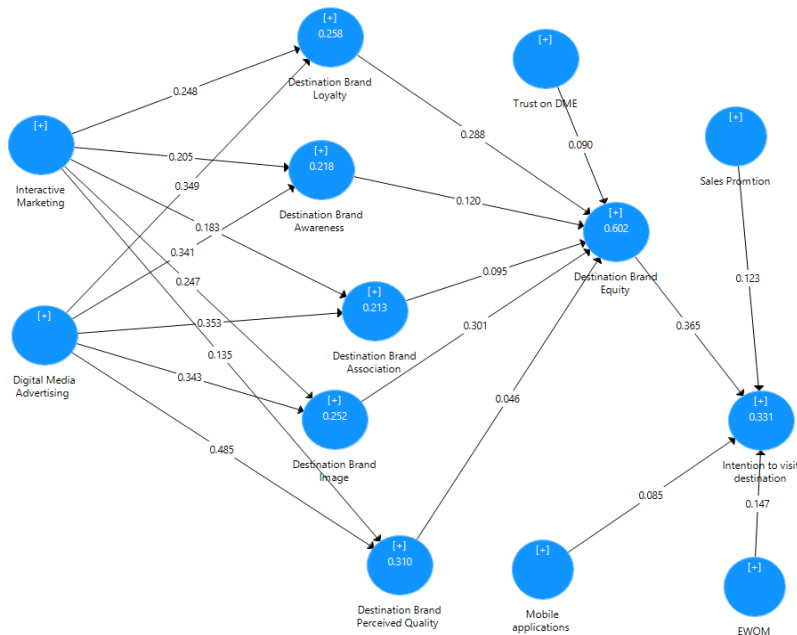 [+]
0.258
Destination Brand
Loyalty
[+]
Trust on DME
[+]
Sales Promtion
[+]
Interactive
Marketing
[+]
0.218
Destination Brand
Awareness
[+]
0.602
Destination Brand
Equity
[+]
0.213
Destination Brand
Association
[+]
Digital Media
Advertising
[+]
0.252
Destination Brand
Image
[+]
0.331
Intention to visit
destination
[+]
0.310
Destination Brand
Perceived Quality
[+]
Mobile
applications
[+]
EWOM
0.248
0.205
0.349
0.183
0.341
0.247
0.353
0.135
0.343
0.485
0.288
0.090
0.120
0.095
0.301
0.046
0.123
0.365
0.085
0.147